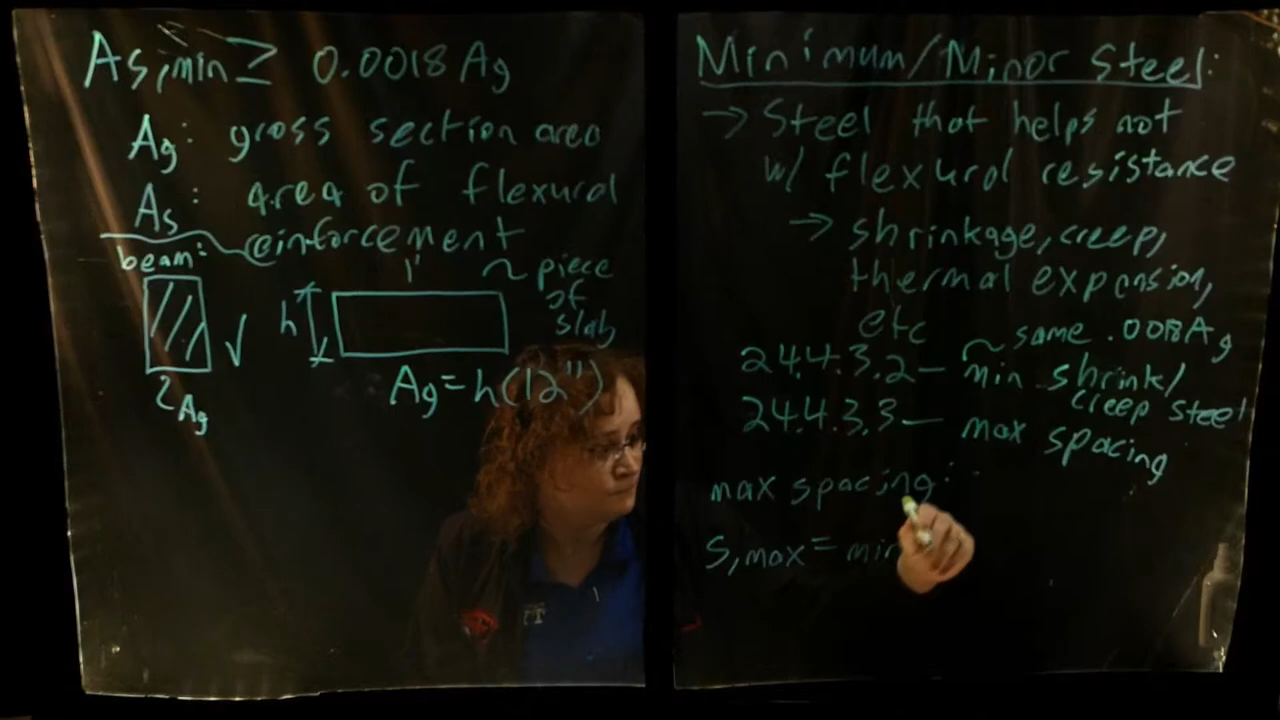 As,min ≥ 0.0018 Ag
Ag: gross section area
As: area of flexural
reinforcement
beam:
1'
~ piece
of
slab
h
Ag = h(12")
Ag
Minimum/Minor Steel:
→ Steel that helps not
w/ flexural resistance
→ shrinkage, creep,
thermal expansion,
etc
~ same .0018Ag
24.4.3.2 — min shrink/
creep steel
24.4.3.3 — max spacing
max spacing:
S,max = min